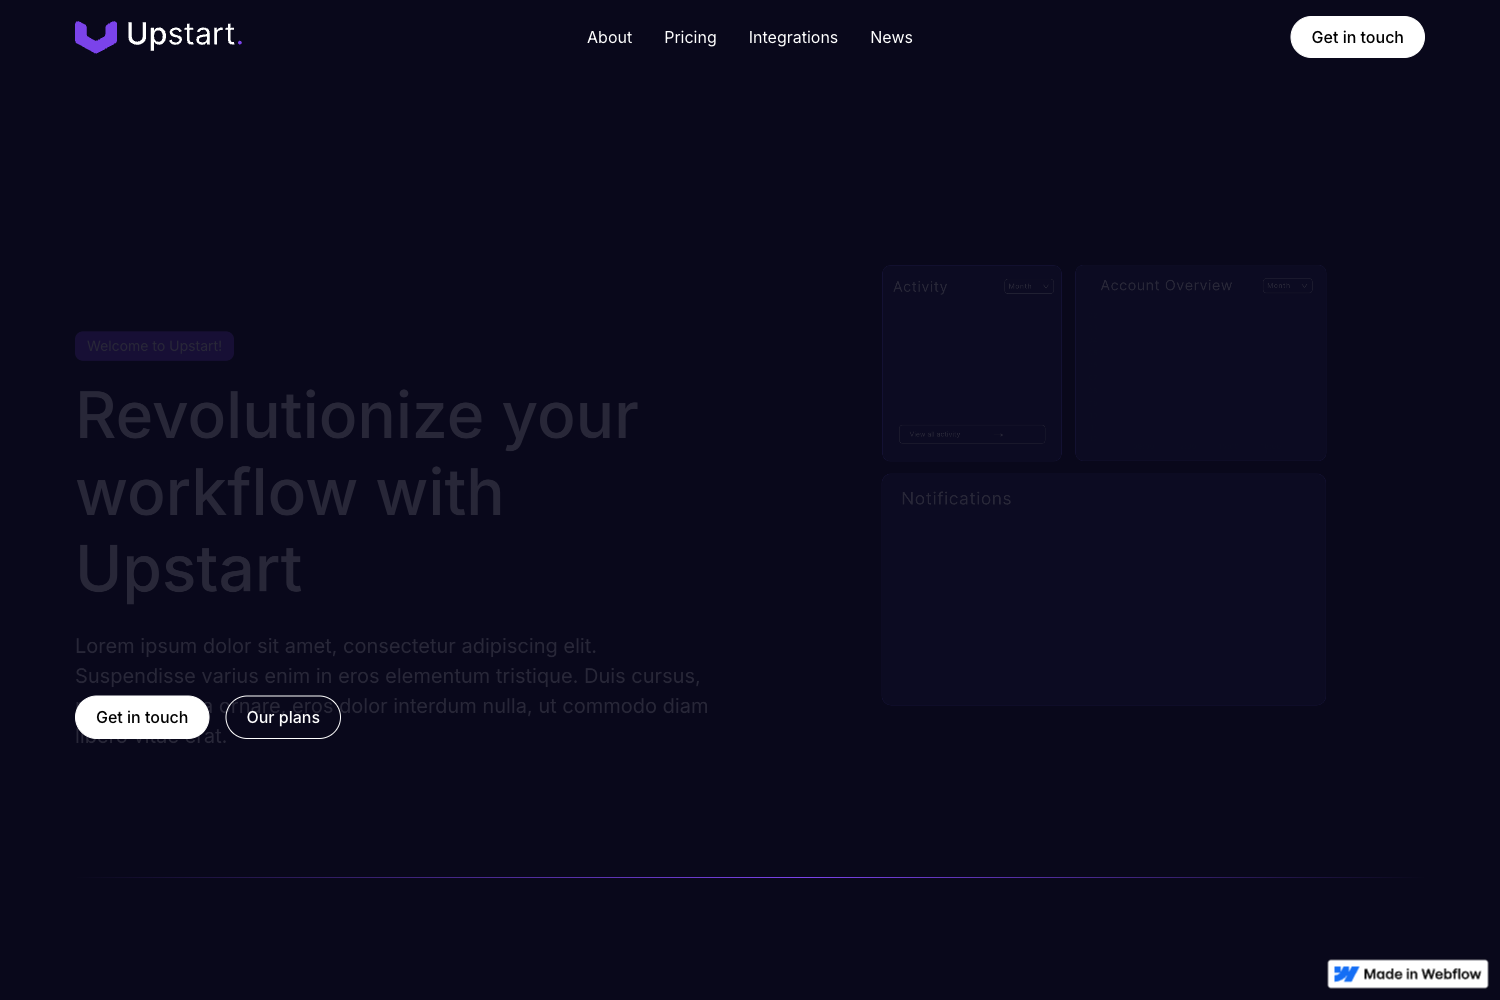 Upstart.
About Pricing Integrations News
Get in touch
Welcome to Upstart!
Revolutionize your
workflow with
Upstart
Lorem ipsum dolor sit amet, consectetur adipiscing elit.
Suspendisse varius enim in eros elementum tristique. Duis cursus,
ornare, eros dolor interdum nulla, ut commodo diam
libero vitae erat.
Get in touch Our plans
Activity Month
View all activity
Account Overview Month
Notifications
Made in Webflow